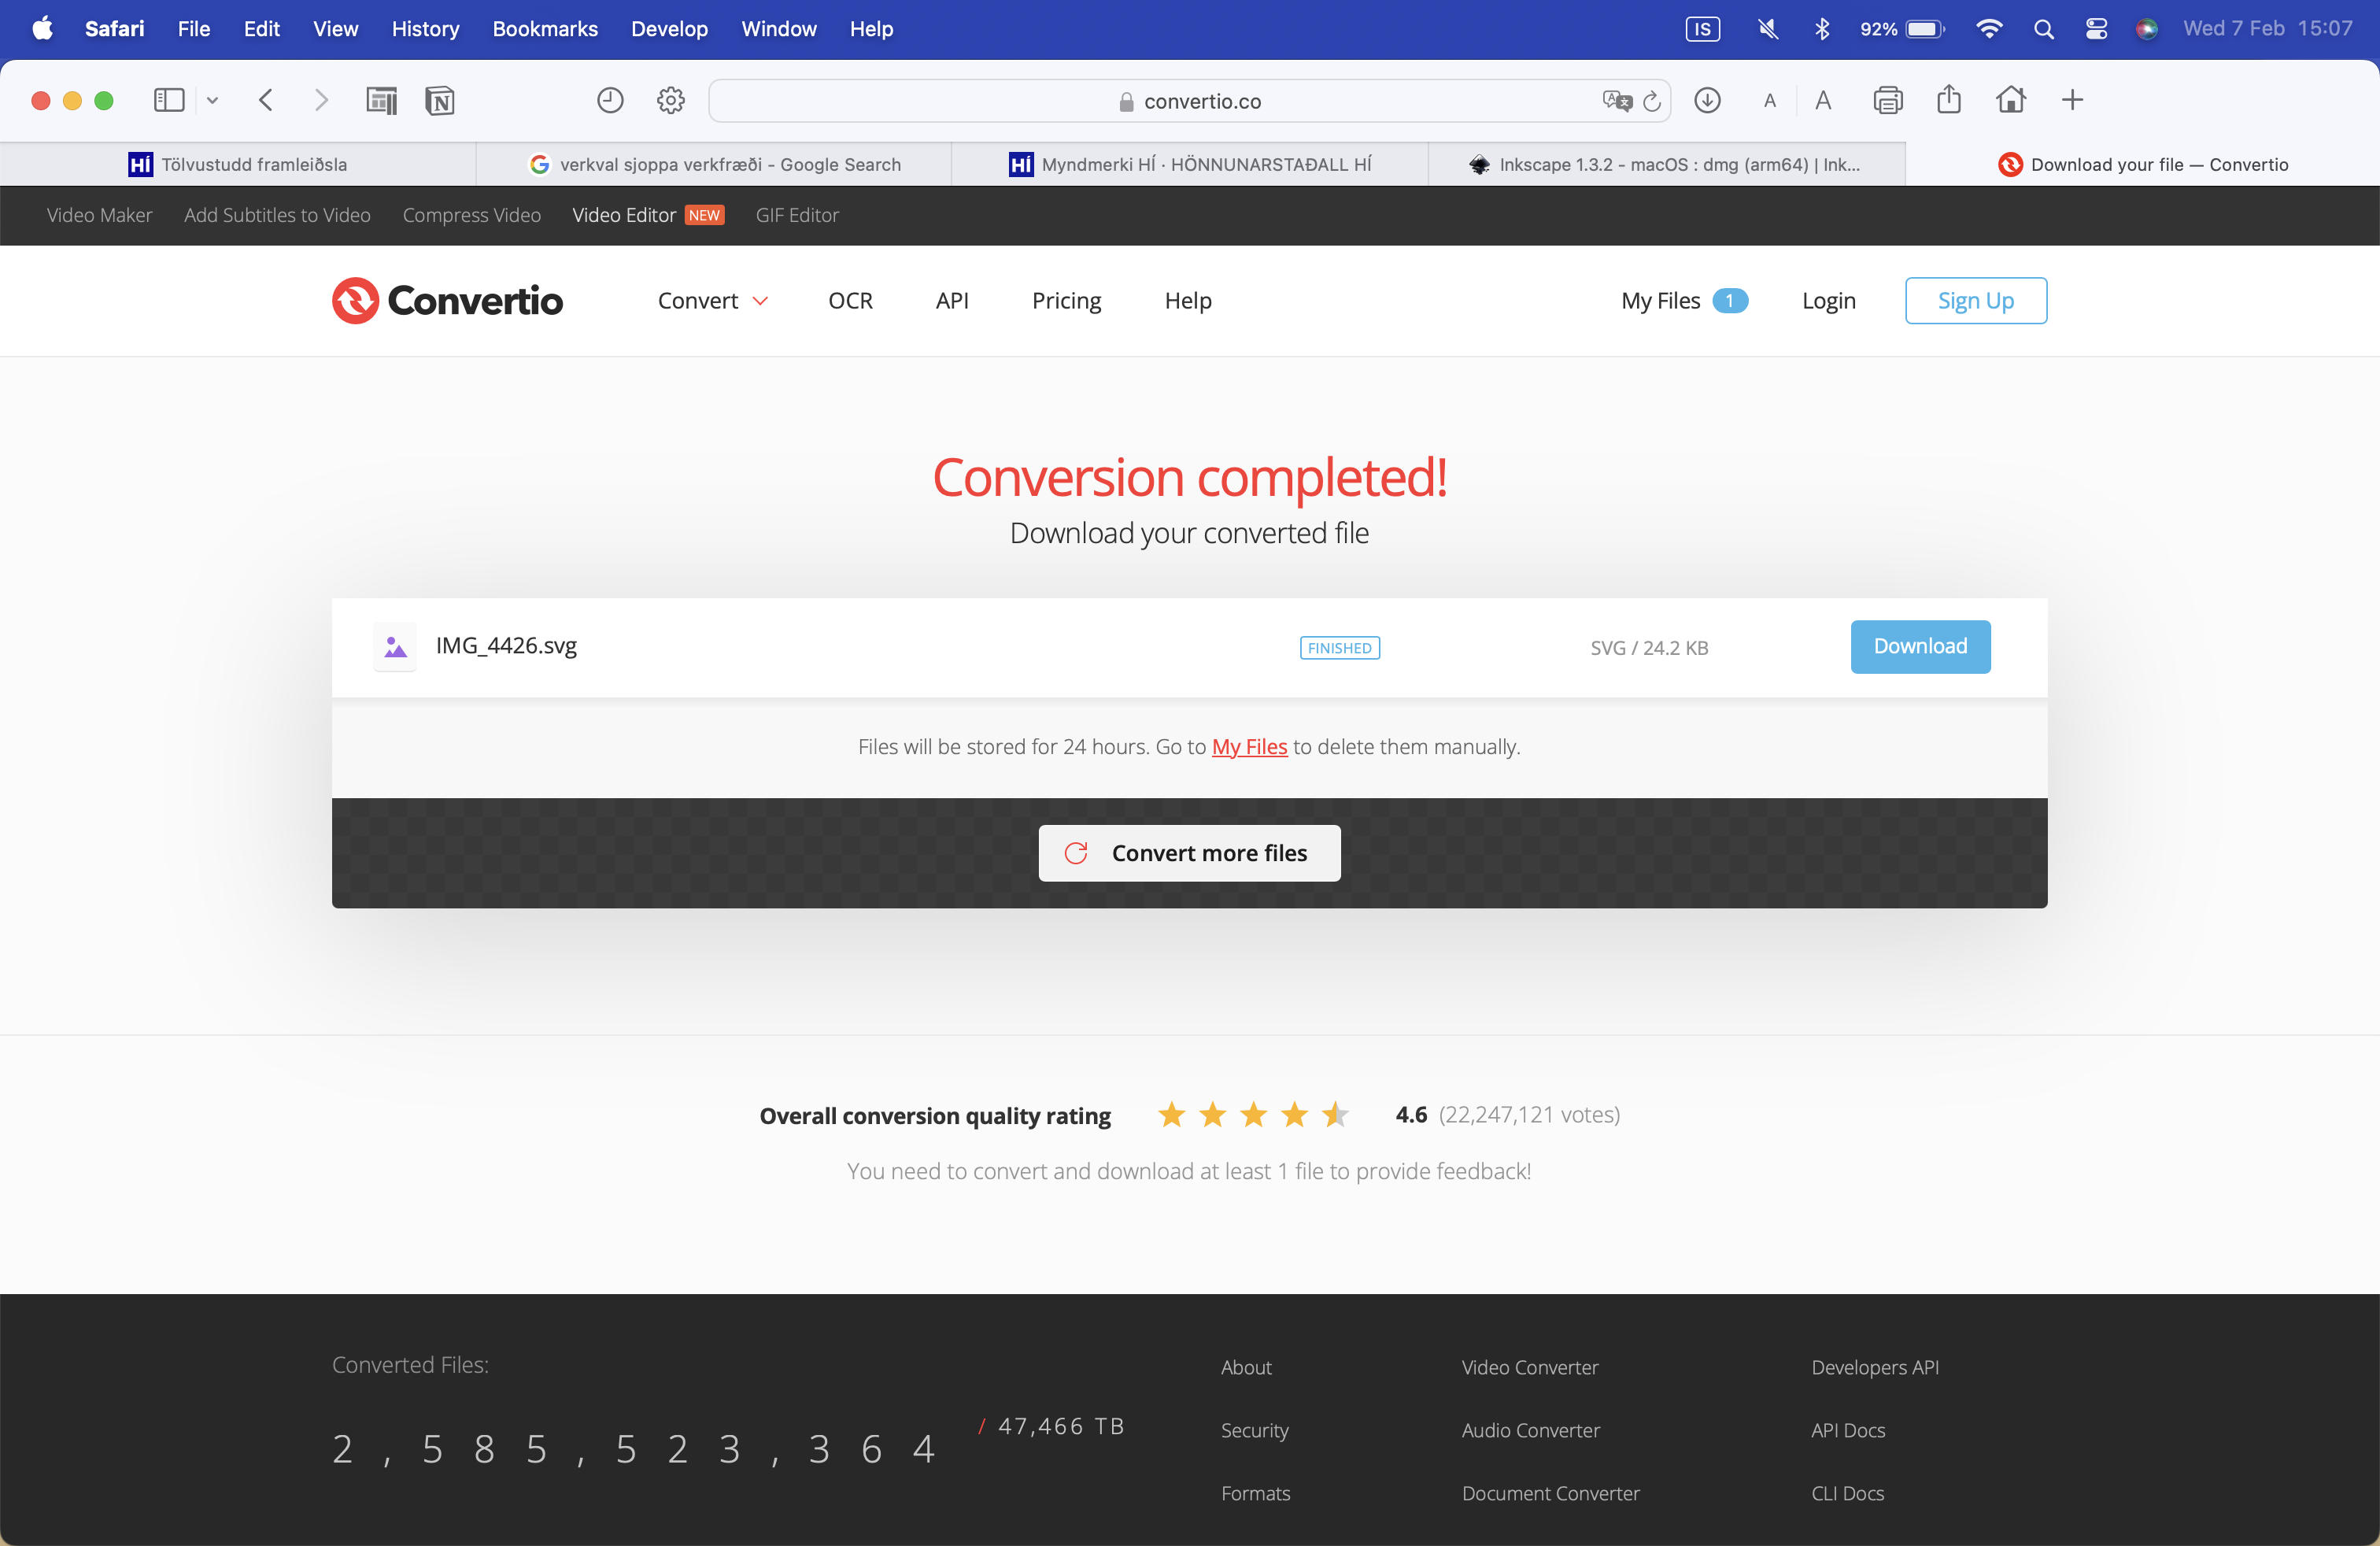 Safari File Edit View History Bookmarks Develop Window Help IS 92% Wed 7 Feb 15:07
convertio.co A A
HÍ Tölvustudd framleiðsla verkval sjoppa verkfræði - Google Search HÍ Myndmerki HÍ · HÖNNUNARSTAÐALL HÍ Inkscape 1.3.2 - macOS : dmg (arm64) | Ink... Download your file — Convertio
Video Maker Add Subtitles to Video Compress Video Video Editor NEW GIF Editor
Convertio Convert OCR API Pricing Help My Files 1 Login Sign Up
Conversion completed!
Download your converted file
IMG_4426.svg FINISHED SVG / 24.2 KB Download
Files will be stored for 24 hours. Go to My Files to delete them manually.
Convert more files
Overall conversion quality rating 4.6 (22,247,121 votes)
You need to convert and download at least 1 file to provide feedback!
Converted Files:
2,585,523,364 / 47,466 TB
About Video Converter Developers API
Security Audio Converter API Docs
Formats Document Converter CLI Docs